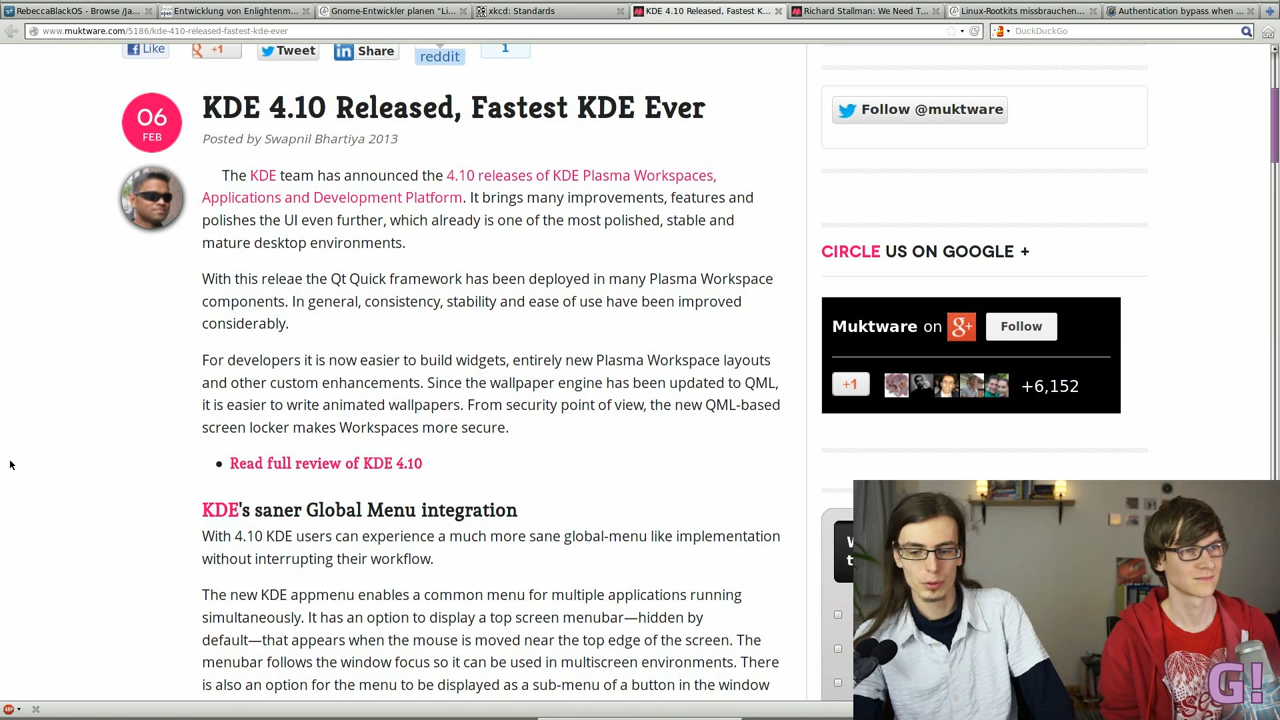 RebeccaBlackOS - Browse /Ja...
Entwicklung von Enlightenm...
Gnome-Entwickler planen "Li...
xkcd: Standards
KDE 4.10 Released, Fastest K...
Richard Stallman: We Need T...
Linux-Rootkits missbrauchen...
Authentication bypass when ...
www.muktware.com/5186/kde-410-released-fastest-kde-ever
DuckDuckGo
Like
+1
Tweet
Share
reddit
1
06
FEB
KDE 4.10 Released, Fastest KDE Ever
Posted by Swapnil Bhartiya 2013
The KDE team has announced the 4.10 releases of KDE Plasma Workspaces,
Applications and Development Platform. It brings many improvements, features and
polishes the UI even further, which already is one of the most polished, stable and
mature desktop environments.
With this releae the Qt Quick framework has been deployed in many Plasma Workspace
components. In general, consistency, stability and ease of use have been improved
considerably.
For developers it is now easier to build widgets, entirely new Plasma Workspace layouts
and other custom enhancements. Since the wallpaper engine has been updated to QML,
it is easier to write animated wallpapers. From security point of view, the new QML-based
screen locker makes Workspaces more secure.
Read full review of KDE 4.10
KDE's saner Global Menu integration
With 4.10 KDE users can experience a much more sane global-menu like implementation
without interrupting their workflow.
The new KDE appmenu enables a common menu for multiple applications running
simultaneously. It has an option to display a top screen menubar—hidden by
default—that appears when the mouse is moved near the top edge of the screen. The
menubar follows the window focus so it can be used in multiscreen environments. There
is also an option for the menu to be displayed as a sub-menu of a button in the window
Follow @muktware
CIRCLE US ON GOOGLE +
Muktware on g+ Follow
+1
+6,152
G!